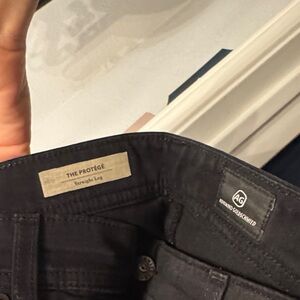 THE PROTÉGÉ
Straight Leg
AG
ADRIANO GOLDSCHMIED